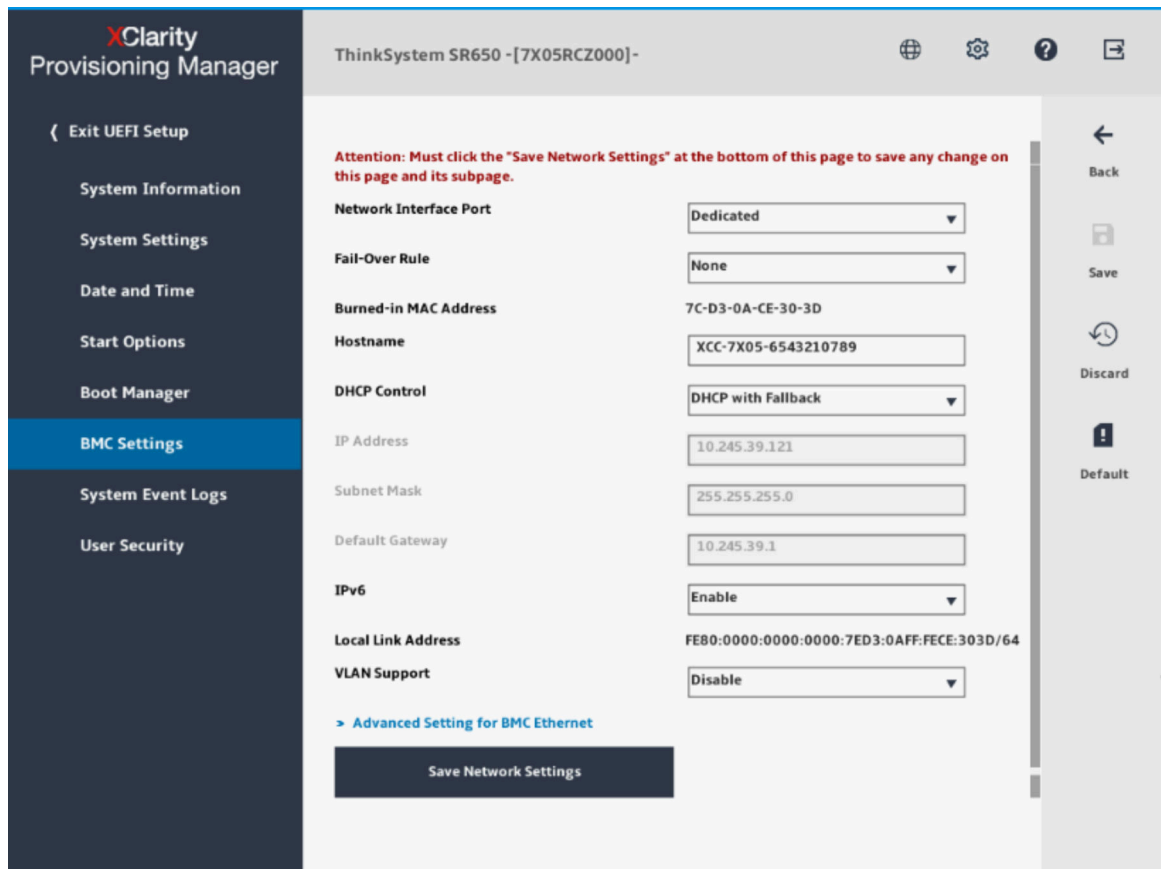 XClarity
Provisioning Manager
ThinkSystem SR650 -[7X05RCZ000]-
❬ Exit UEFI Setup
System Information
System Settings
Date and Time
Start Options
Boot Manager
BMC Settings
System Event Logs
User Security
Attention: Must click the "Save Network Settings" at the bottom of this page to save any change on
this page and its subpage.
Network Interface Port Dedicated
Fail-Over Rule None
Burned-in MAC Address 7C-D3-0A-CE-30-3D
Hostname XCC-7X05-6543210789
DHCP Control DHCP with Fallback
IP Address 10.245.39.121
Subnet Mask 255.255.255.0
Default Gateway 10.245.39.1
IPv6 Enable
Local Link Address FE80:0000:0000:0000:7ED3:0AFF:FECE:303D/64
VLAN Support Disable
> Advanced Setting for BMC Ethernet
Save Network Settings
Back
Save
Discard
Default